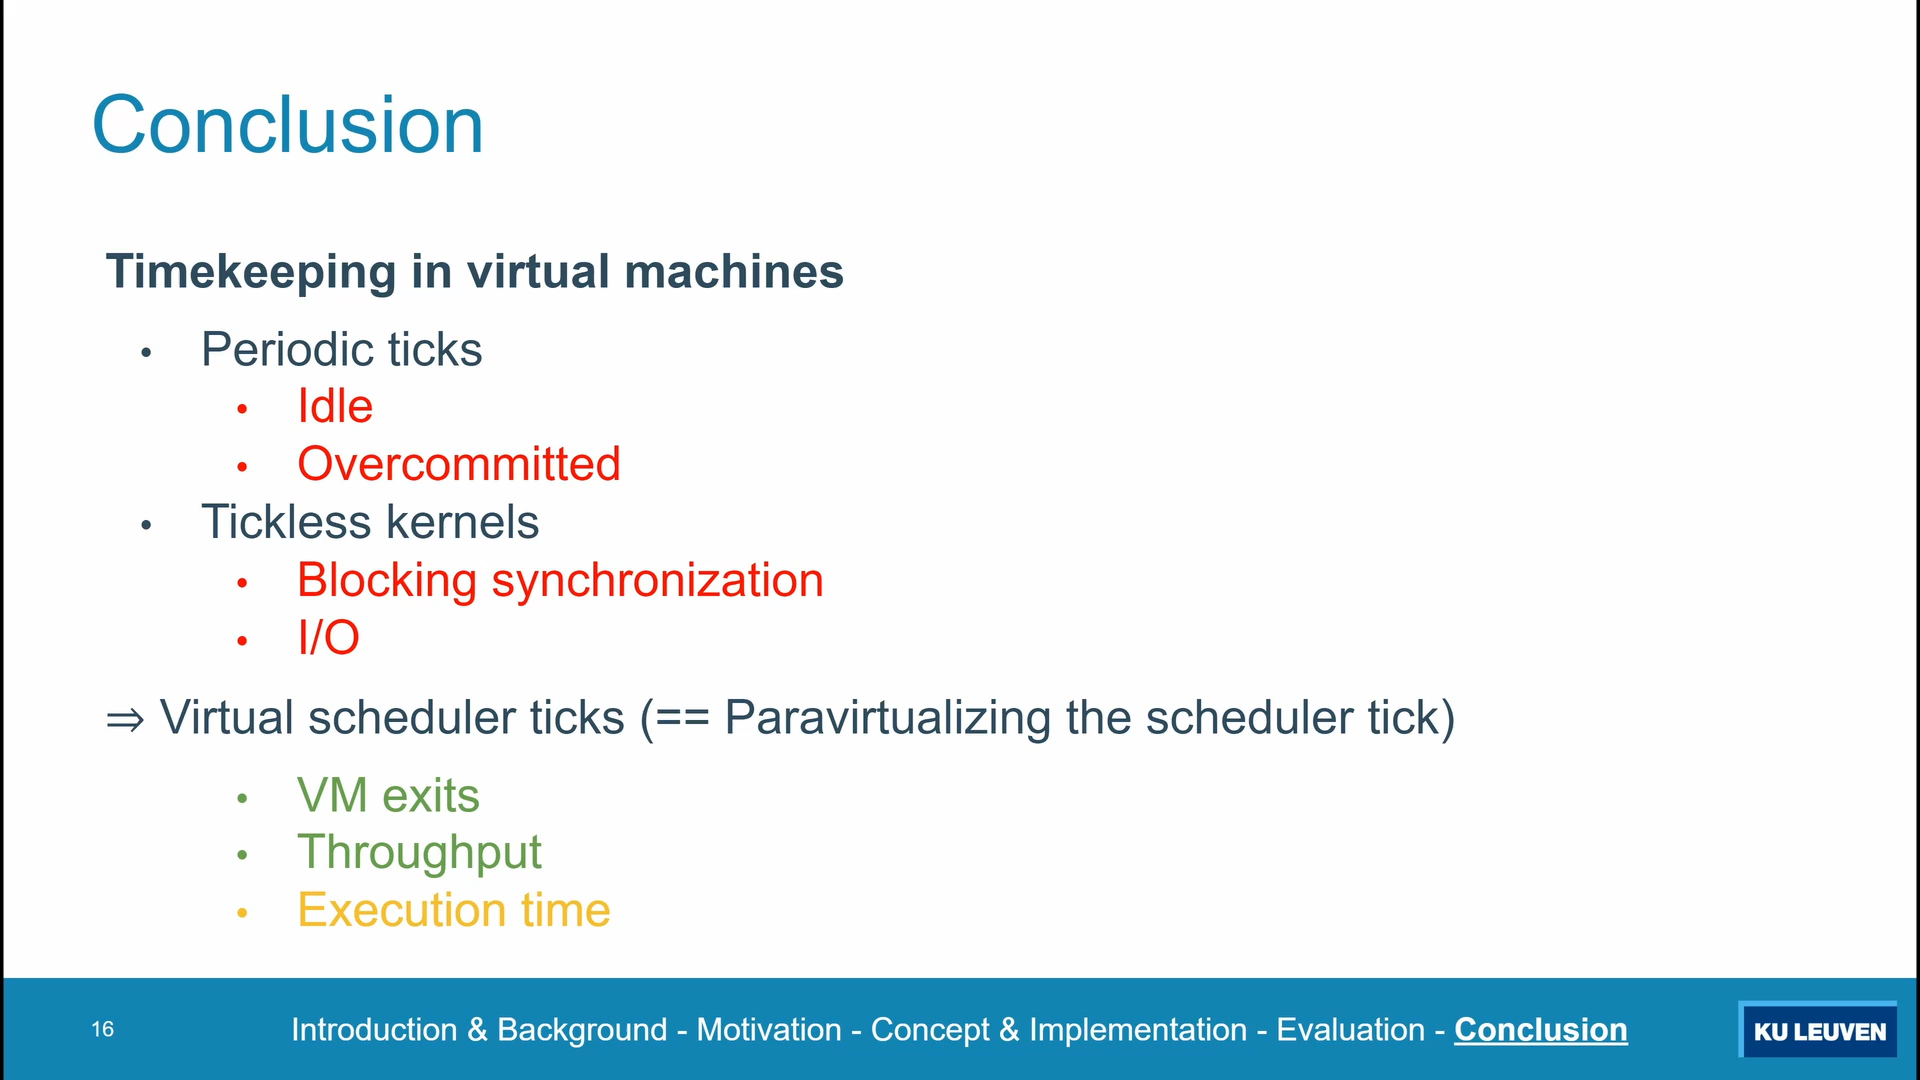 Conclusion
Timekeeping in virtual machines
• Periodic ticks
• Idle
• Overcommitted
• Tickless kernels
• Blocking synchronization
• I/O
⇒ Virtual scheduler ticks (== Paravirtualizing the scheduler tick)
• VM exits
• Throughput
• Execution time
16 Introduction & Background - Motivation - Concept & Implementation - Evaluation - Conclusion KU LEUVEN